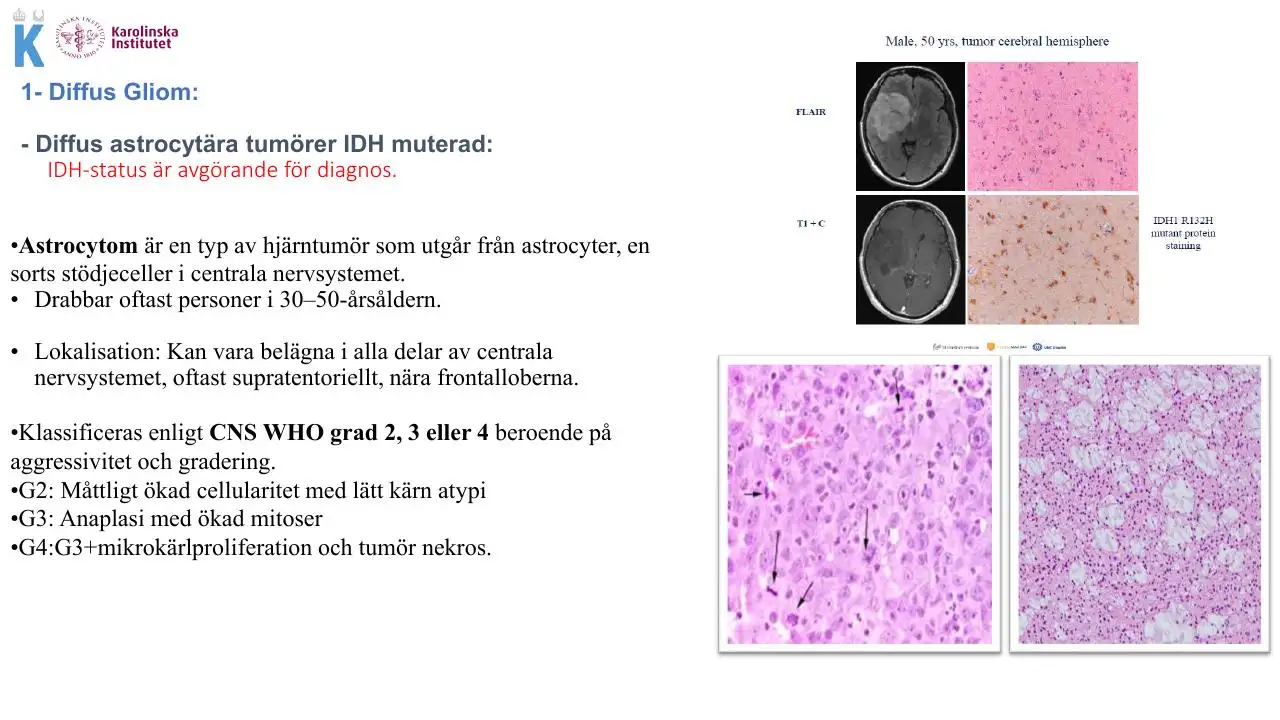 Karolinska
Institutet
1- Diffus Gliom:
- Diffus astrocytära tumörer IDH muterad:
IDH-status är avgörande för diagnos.
•Astrocytom är en typ av hjärntumör som utgår från astrocyter, en
sorts stödjeceller i centrala nervsystemet.
• Drabbar oftast personer i 30–50-årsåldern.
• Lokalisation: Kan vara belägna i alla delar av centrala
nervsystemet, oftast supratentoriellt, nära frontalloberna.
•Klassificeras enligt CNS WHO grad 2, 3 eller 4 beroende på
aggressivitet och gradering.
•G2: Måttligt ökad cellularitet med lätt kärn atypi
•G3: Anaplasi med ökad mitoser
•G4:G3+mikrokärlproliferation och tumör nekros.
Male, 50 yrs, tumor cerebral hemisphere
FLAIR
T1 + C
IDH1 R132H
mutant protein
staining